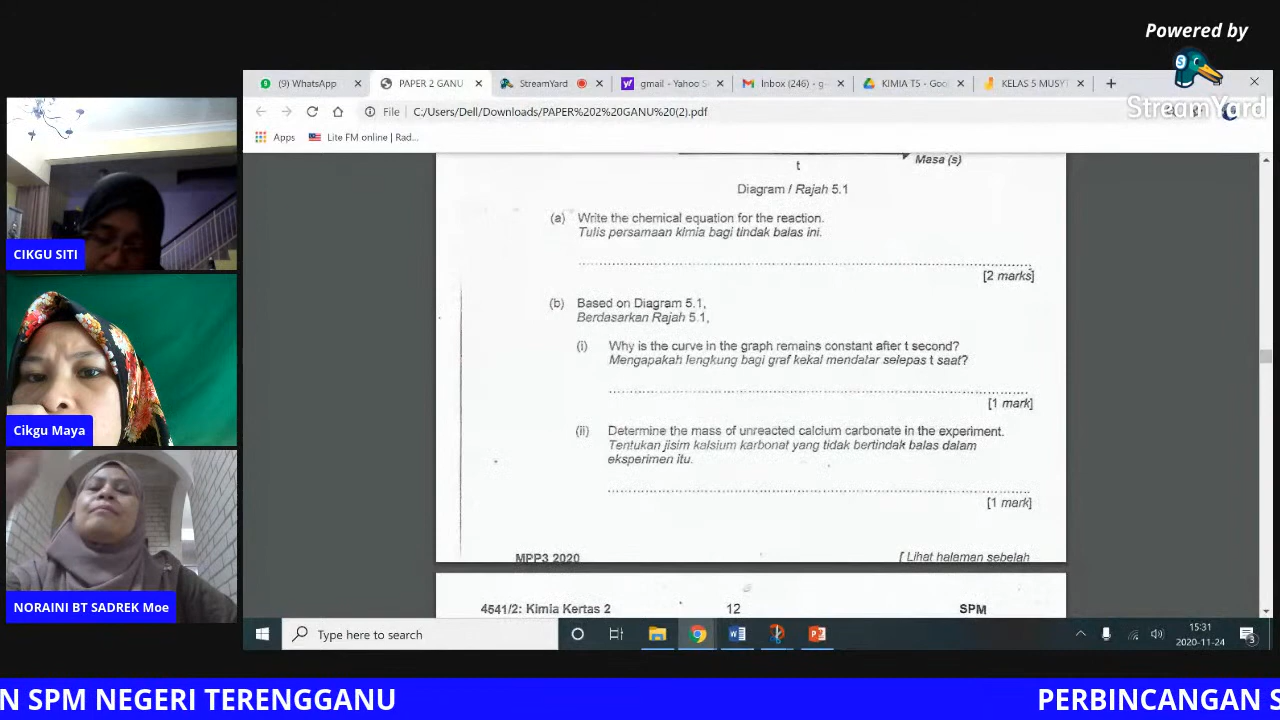 Powered by
StreamYard
(9) WhatsApp
PAPER 2 GANU
StreamYard
gmail - Yahoo S
Inbox (246) - g
KIMIA T5 - Goo
KELAS 5 MUSYT
File
C:/Users/Dell/Downloads/PAPER%202%20GANU%20(2).pdf
Apps
Lite FM online | Rad...
t
Masa (s)
Diagram / Rajah 5.1
(a) Write the chemical equation for the reaction.
Tulis persamaan kimia bagi tindak balas ini.
[2 marks]
(b) Based on Diagram 5.1,
Berdasarkan Rajah 5.1,
(i) Why is the curve in the graph remains constant after t second?
Mengapakah lengkung bagi graf kekal mendatar selepas t saat?
[1 mark]
(ii) Determine the mass of unreacted calcium carbonate in the experiment.
Tentukan jisim kalsium karbonat yang tidak bertindak balas dalam
eksperimen itu.
[1 mark]
MPP3 2020
[ Lihat halaman sebelah
4541/2: Kimia Kertas 2
12
SPM
CIKGU SITI
Cikgu Maya
NORAINI BT SADREK Moe
Type here to search
15:31
2020-11-24
3
N SPM NEGERI TERENGGANU
PERBINCANGAN S